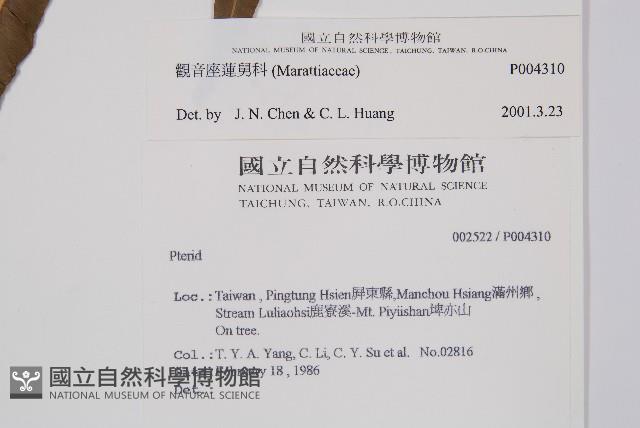 國立自然科學博物館
NATIONAL MUSEUM OF NATURAL SCIENCE, TAICHUNG, TAIWAN, R.O.CHINA
觀音座蓮舅科 (Marattiaceae) P004310
Det. by J. N. Chen & C. L. Huang 2001.3.23
國立自然科學博物館
NATIONAL MUSEUM OF NATURAL SCIENCE
TAICHUNG, TAIWAN, R.O.CHINA
002522 / P004310
Pterid
Loc.: Taiwan , Pingtung Hsien屏東縣,Manchou Hsiang滿州鄉 ,
Stream Luliaohsi鹿寮溪-Mt. Piyüshan埤亦山
On tree.
Col.: T. Y. A. Yang, C. Li, C. Y. Su et al. No.02816
18 , 1986
Det.:
國立自然科學博物館
NATIONAL MUSEUM OF NATURAL SCIENCE